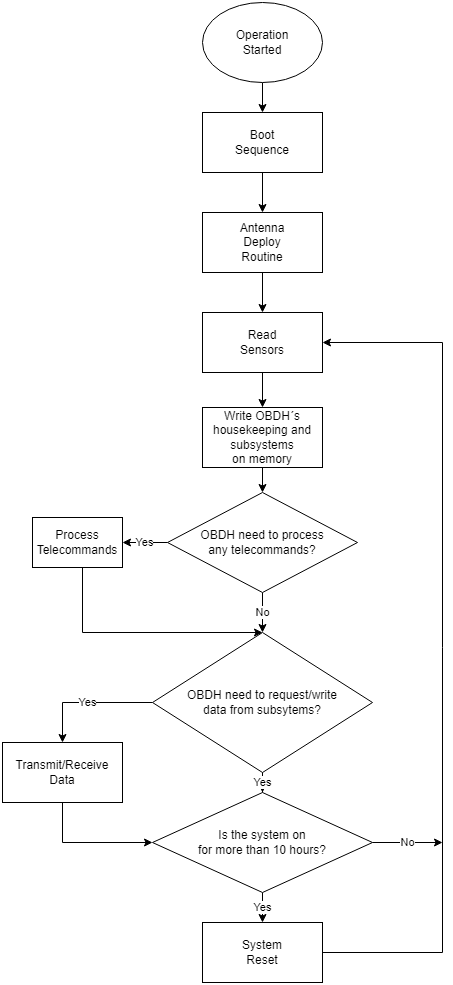 Operation
Started
Boot
Sequence
Antenna
Deploy
Routine
Read
Sensors
Write OBDH´s
housekeeping and
subsystems
on memory
OBDH need to process
any telecommands?
Yes
Process
Telecommands
No
OBDH need to request/write
data from subsytems?
Yes
Transmit/Receive
Data
Yes
Is the system on
for more than 10 hours?
No
Yes
System
Reset